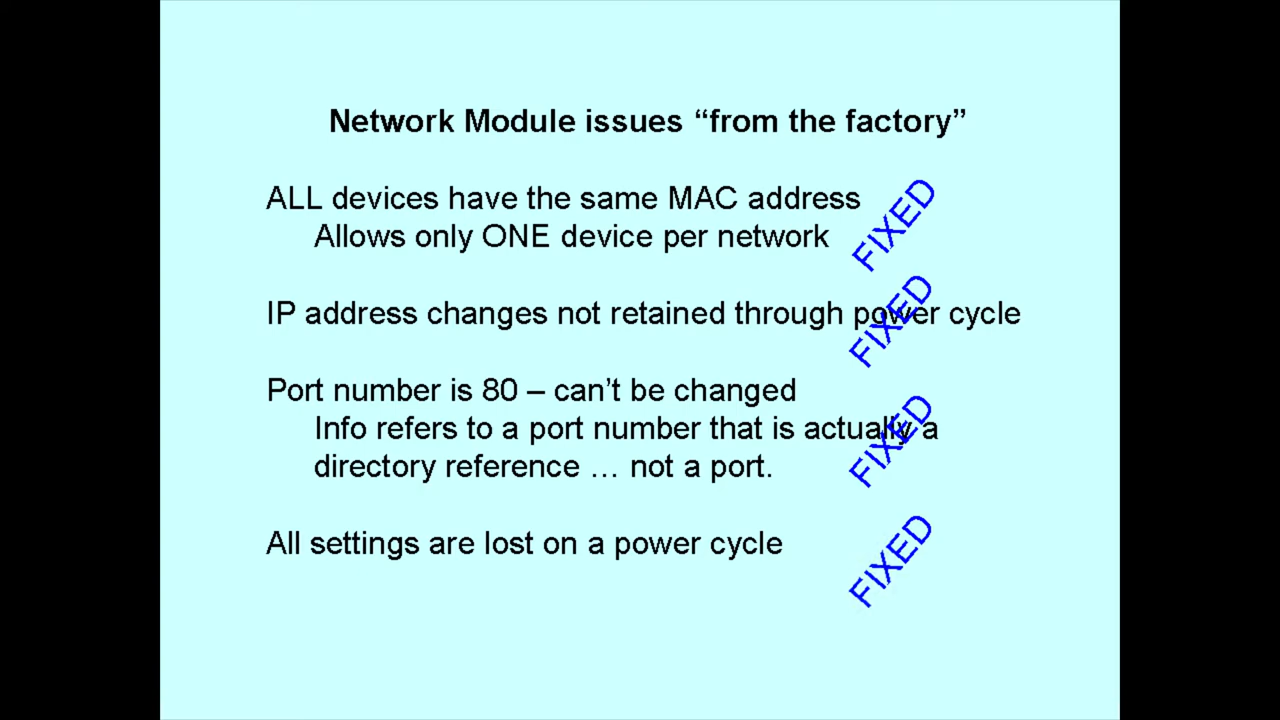 Network Module issues “from the factory”
ALL devices have the same MAC address
Allows only ONE device per network
FIXED
IP address changes not retained through power cycle
FIXED
Port number is 80 – can’t be changed
Info refers to a port number that is actually a
directory reference … not a port.
FIXED
All settings are lost on a power cycle
FIXED